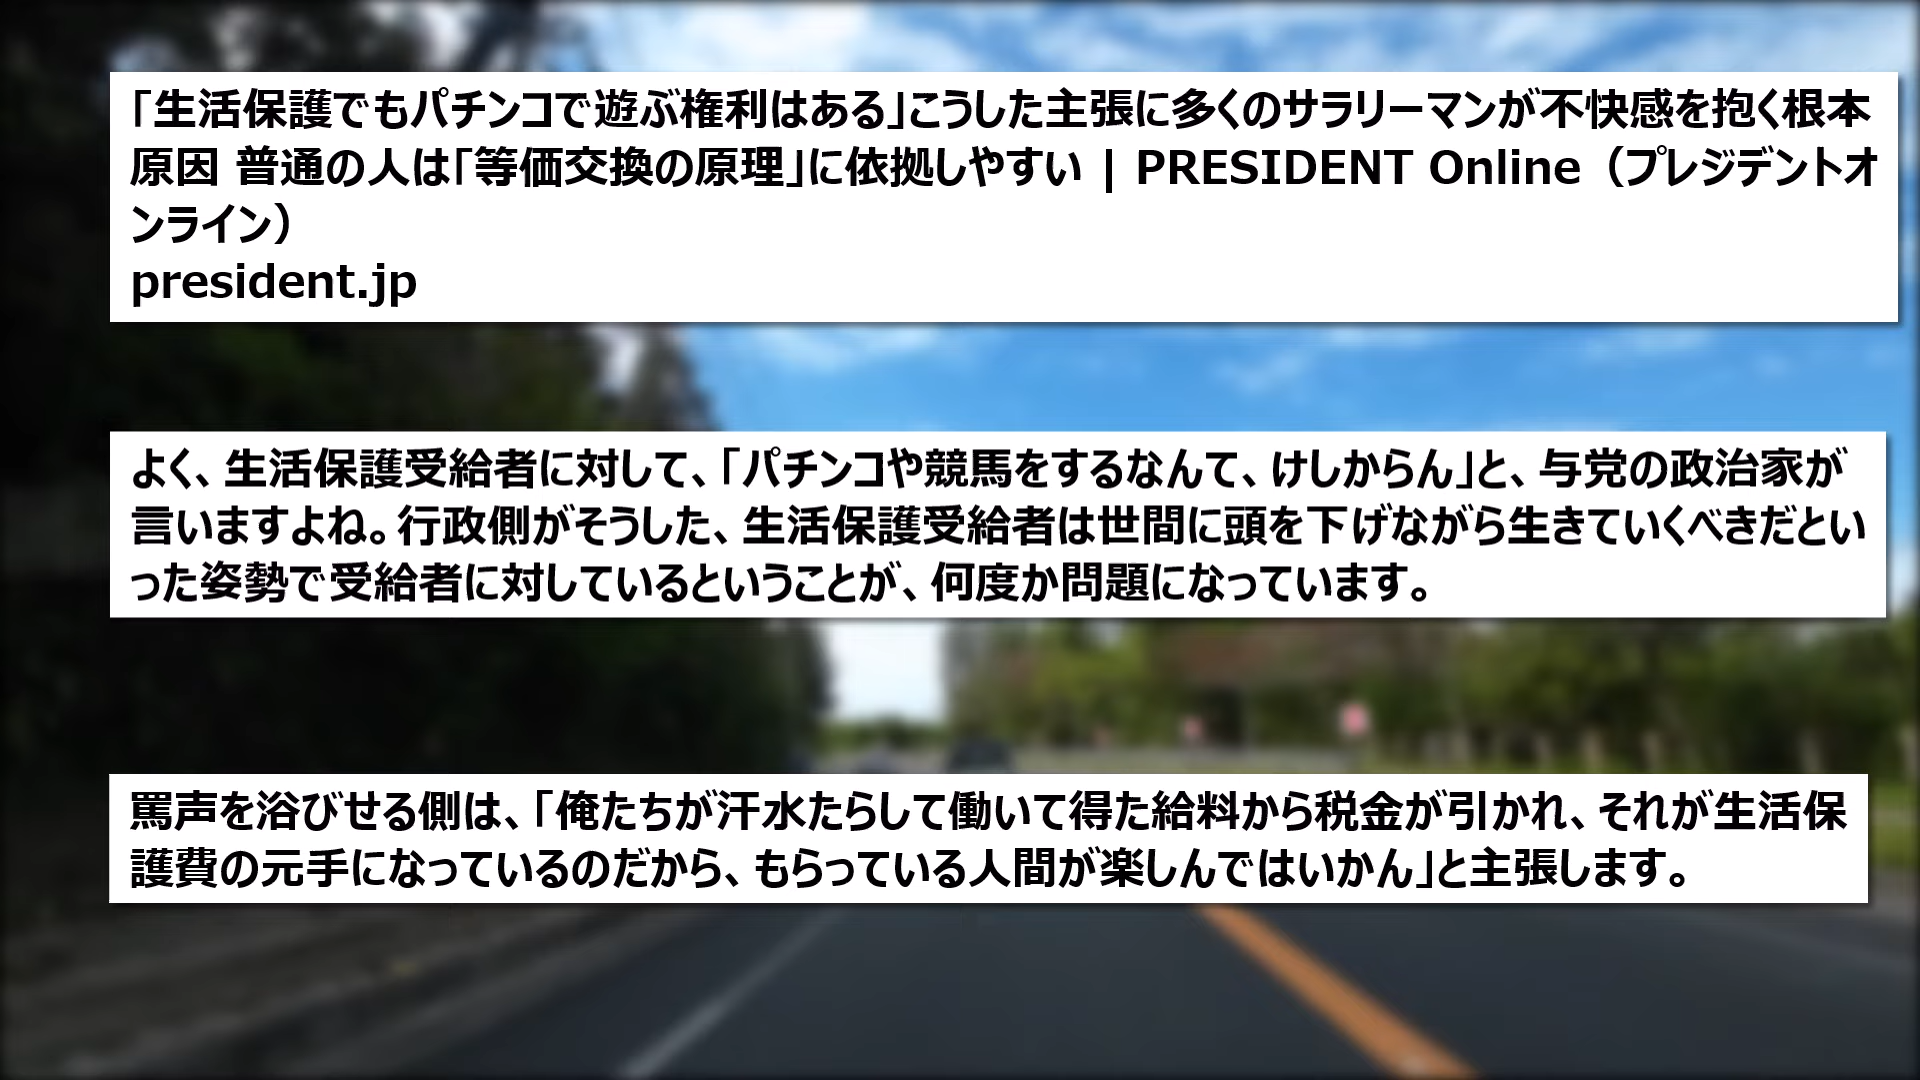 「生活保護でもパチンコで遊ぶ権利はある」こうした主張に多くのサラリーマンが不快感を抱く根本
原因 普通の人は「等価交換の原理」に依拠しやすい | PRESIDENT Online（プレジデントオ
ンライン）
president.jp
よく、生活保護受給者に対して、「パチンコや競馬をするなんて、けしからん」と、与党の政治家が
言いますよね。行政側がそうした、生活保護受給者は世間に頭を下げながら生きていくべきだとい
った姿勢で受給者に対しているということが、何度か問題になっています。
罵声を浴びせる側は、「俺たちが汗水たらして働いて得た給料から税金が引かれ、それが生活保
護費の元手になっているのだから、もらっている人間が楽しんではいかん」と主張します。